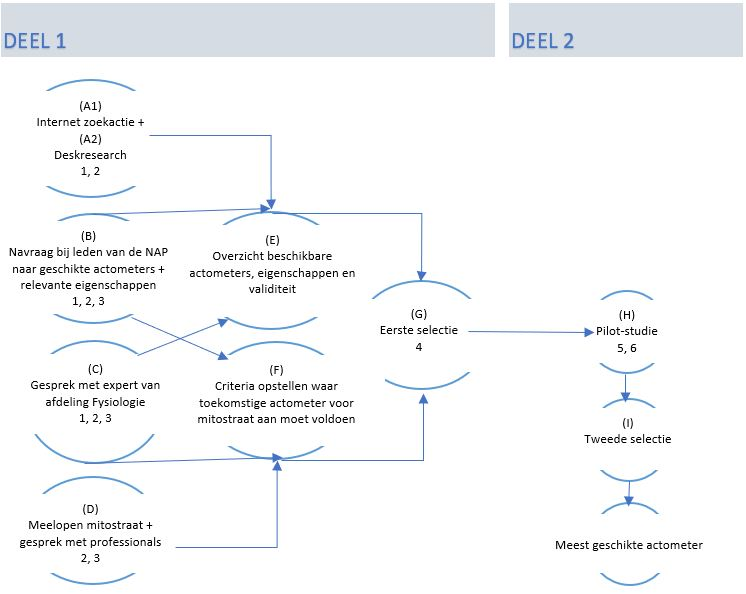 DEEL 1
DEEL 2
(A1)
Internet zoekactie +
(A2)
Deskresearch
1, 2
(B)
Navraag bij leden van de NAP
naar geschikte actometers +
relevante eigenschappen
1, 2, 3
(C)
Gesprek met expert van
afdeling Fysiologie
1, 2, 3
(D)
Meelopen mitostraat +
gesprek met professionals
2, 3
(E)
Overzicht beschikbare
actometers, eigenschappen en
validiteit
(F)
Criteria opstellen waar
toekomstige actometer voor
mitostraat aan moet voldoen
(G)
Eerste selectie
4
(H)
Pilot-studie
5, 6
(I)
Tweede selectie
Meest geschikte actometer